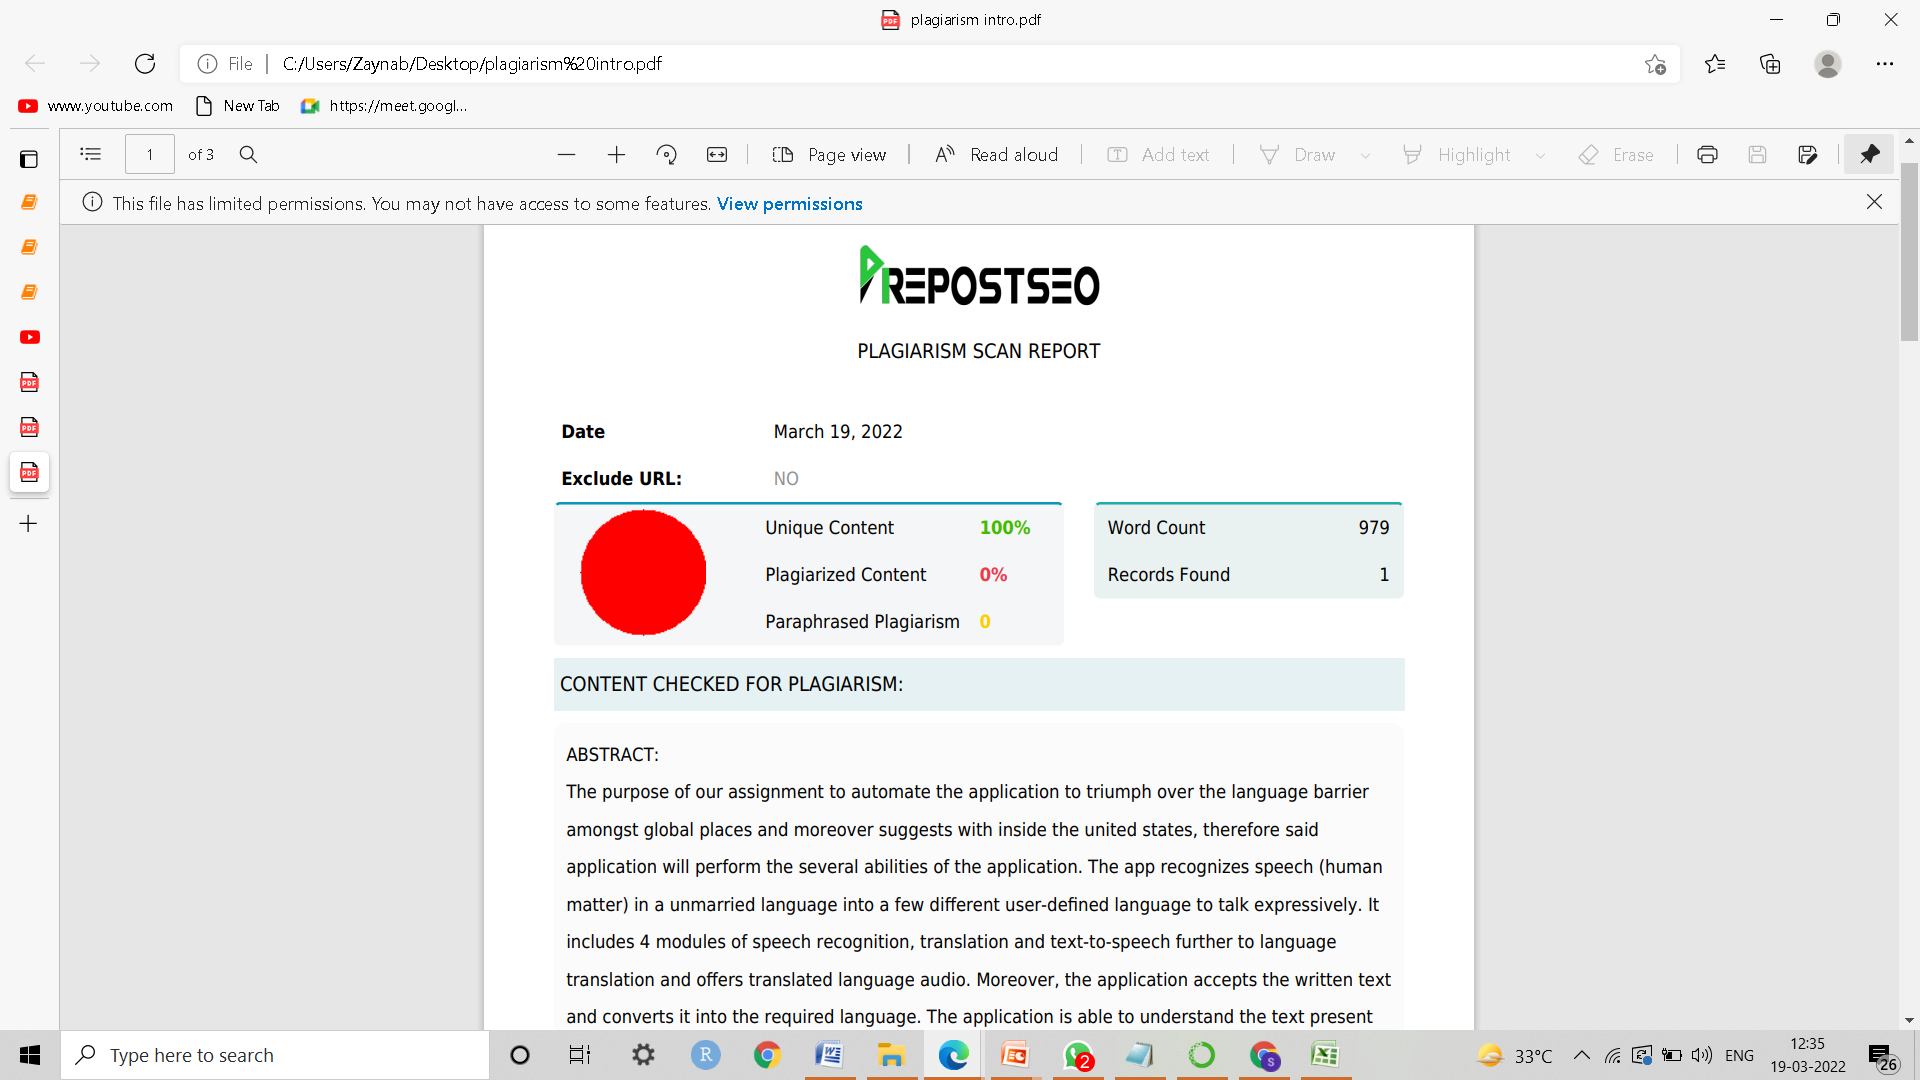 plagiarism intro.pdf
File
C:/Users/Zaynab/Desktop/plagiarism%20intro.pdf
www.youtube.com
New Tab
https://meet.googl...
1
of 3
Page view
Read aloud
Add text
Draw
Highlight
Erase
This file has limited permissions. You may not have access to some features. View permissions
PREPOSTSEO
PLAGIARISM SCAN REPORT
Date March 19, 2022
Exclude URL: NO
Unique Content 100%
Plagiarized Content 0%
Paraphrased Plagiarism 0
Word Count 979
Records Found 1
CONTENT CHECKED FOR PLAGIARISM:
ABSTRACT:
The purpose of our assignment to automate the application to triumph over the language barrier
amongst global places and moreover suggests with inside the united states, therefore said
application will perform the several abilities of the application. The app recognizes speech (human
matter) in a unmarried language into a few different user-defined language to talk expressively. It
includes 4 modules of speech recognition, translation and text-to-speech further to language
translation and offers translated language audio. Moreover, the application accepts the written text
and converts it into the required language. The application is able to understand the text present
Type here to search
2
33°C
ENG
12:35
19-03-2022
26